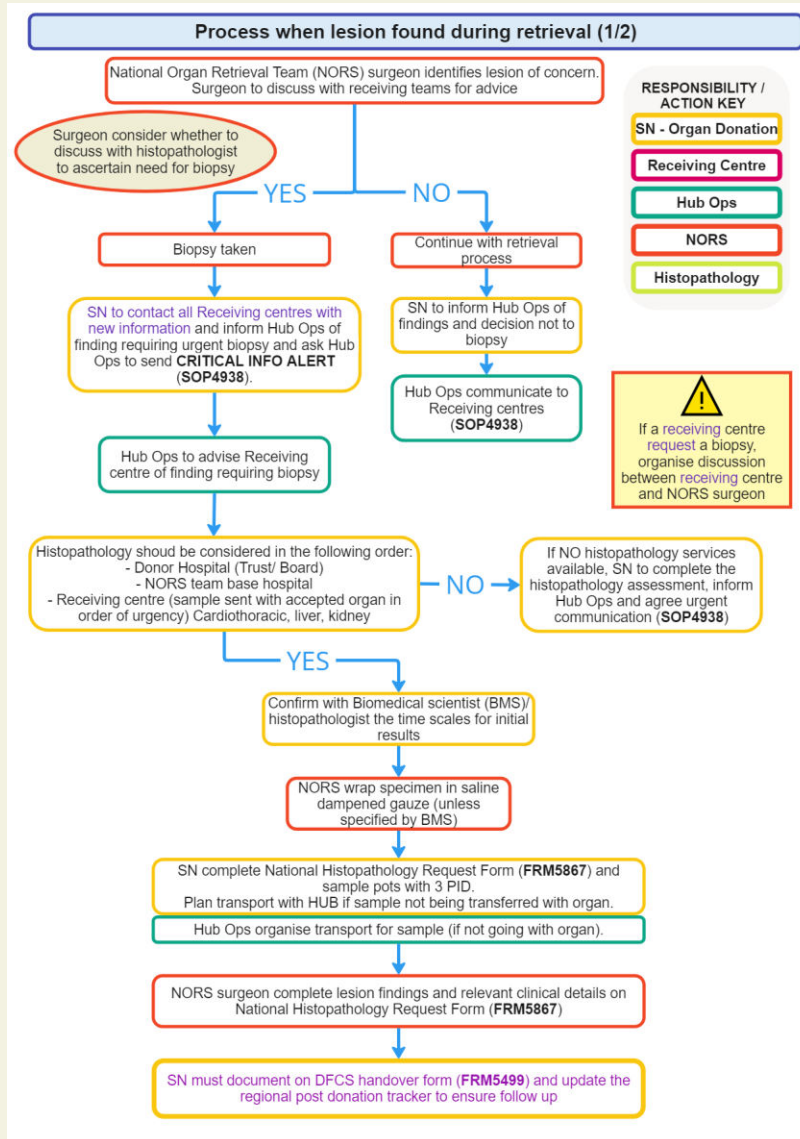 Process when lesion found during retrieval (1/2)
National Organ Retrieval Team (NORS) surgeon identifies lesion of concern.
Surgeon to discuss with receiving teams for advice
RESPONSIBILITY /
ACTION KEY
SN - Organ Donation
Receiving Centre
Hub Ops
NORS
Histopathology
Surgeon consider whether to
discuss with histopathologist
to ascertain need for biopsy
YES
NO
Biopsy taken
Continue with retrieval
process
SN to contact all Receiving centres with
new information and inform Hub Ops of
finding requiring urgent biopsy and ask Hub
Ops to send CRITICAL INFO ALERT
(SOP4938).
SN to inform Hub Ops of
findings and decision not to
biopsy
Hub Ops communicate to
Receiving centres
(SOP4938)
If a receiving centre
request a biopsy,
organise discussion
between receiving centre
and NORS surgeon
Hub Ops to advise Receiving
centre of finding requiring biopsy
Histopathology shoud be considered in the following order:
- Donor Hospital (Trust/ Board)
- NORS team base hospital
- Receiving centre (sample sent with accepted organ in
order of urgency) Cardiothoracic, liver, kidney
NO
If NO histopathology services
available, SN to complete the
histopathology assessment, inform
Hub Ops and agree urgent
communication (SOP4938)
YES
Confirm with Biomedical scientist (BMS)/
histopathologist the time scales for initial
results
NORS wrap specimen in saline
dampened gauze (unless
specified by BMS)
SN complete National Histopathology Request Form (FRM5867) and
sample pots with 3 PID.
Plan transport with HUB if sample not being transferred with organ.
Hub Ops organise transport for sample (if not going with organ).
NORS surgeon complete lesion findings and relevant clinical details on
National Histopathology Request Form (FRM5867)
SN must document on DFCS handover form (FRM5499) and update the
regional post donation tracker to ensure follow up